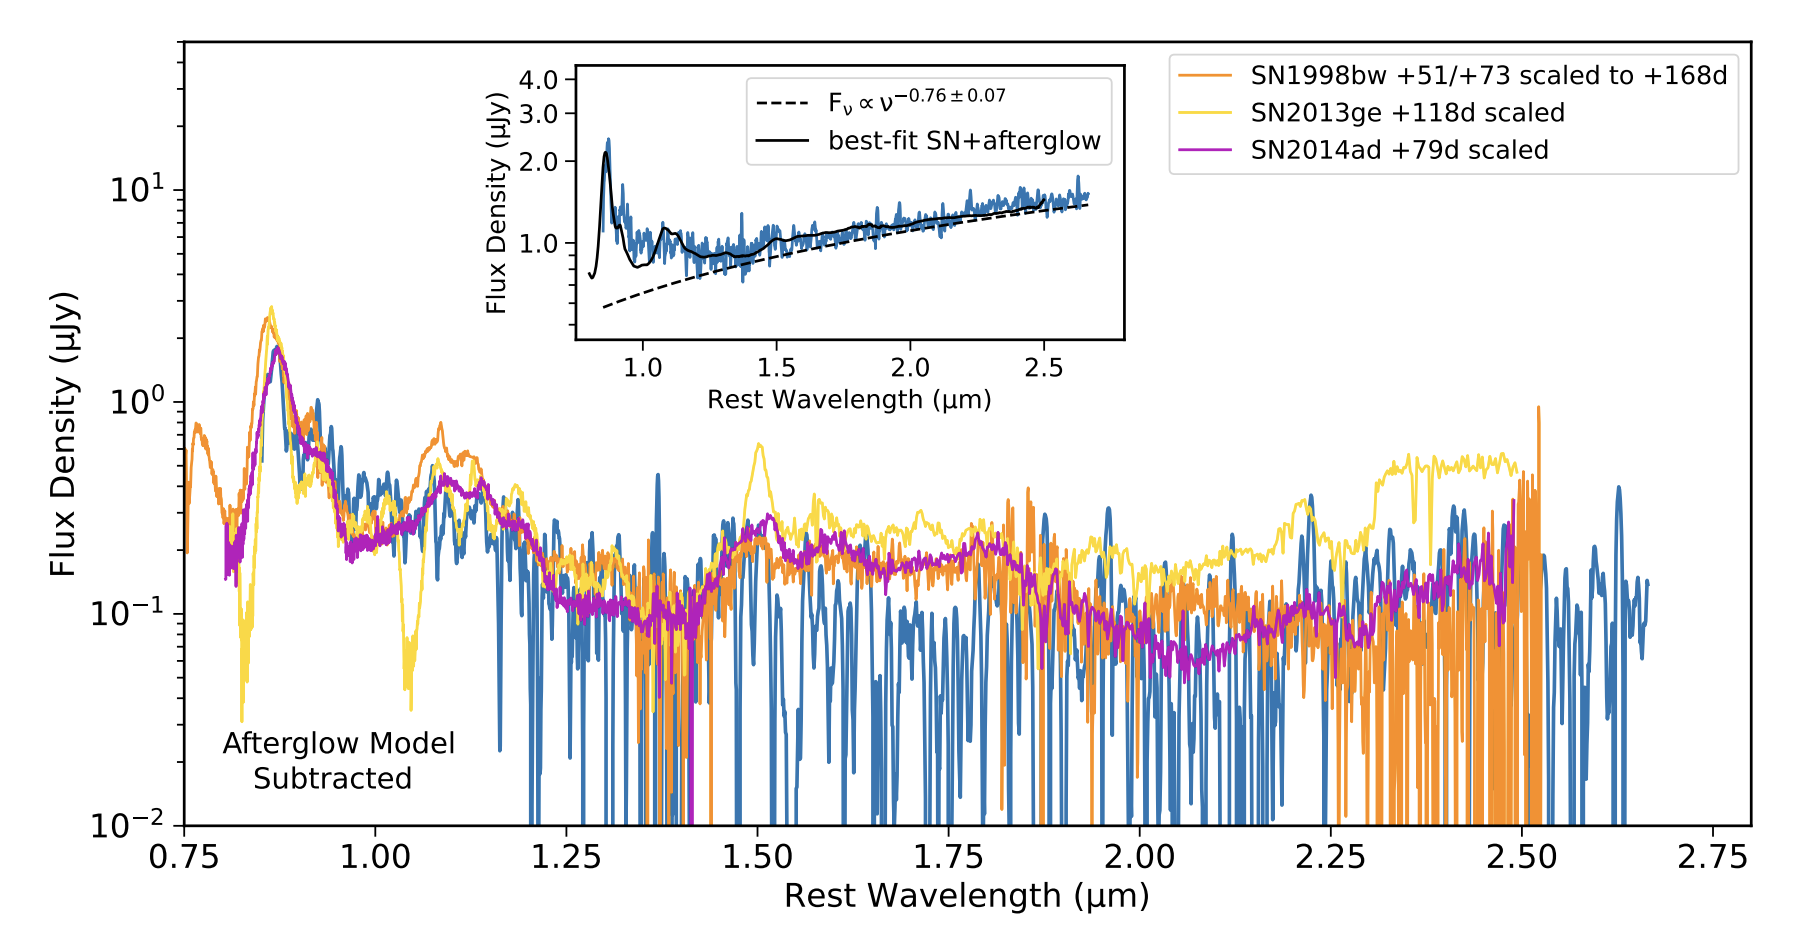 SN1998bw +51/+73 scaled to +168d
SN2013ge +118d scaled
SN2014ad +79d scaled
F_ν ∝ ν^−0.76±0.07
best-fit SN+afterglow
4.0
3.0
2.0
1.0
Flux Density (μJy)
1.0 1.5 2.0 2.5
Rest Wavelength (μm)
10^1
10^0
10^−1
10^−2
Flux Density (μJy)
Afterglow Model
Subtracted
0.75 1.00 1.25 1.50 1.75 2.00 2.25 2.50 2.75
Rest Wavelength (μm)